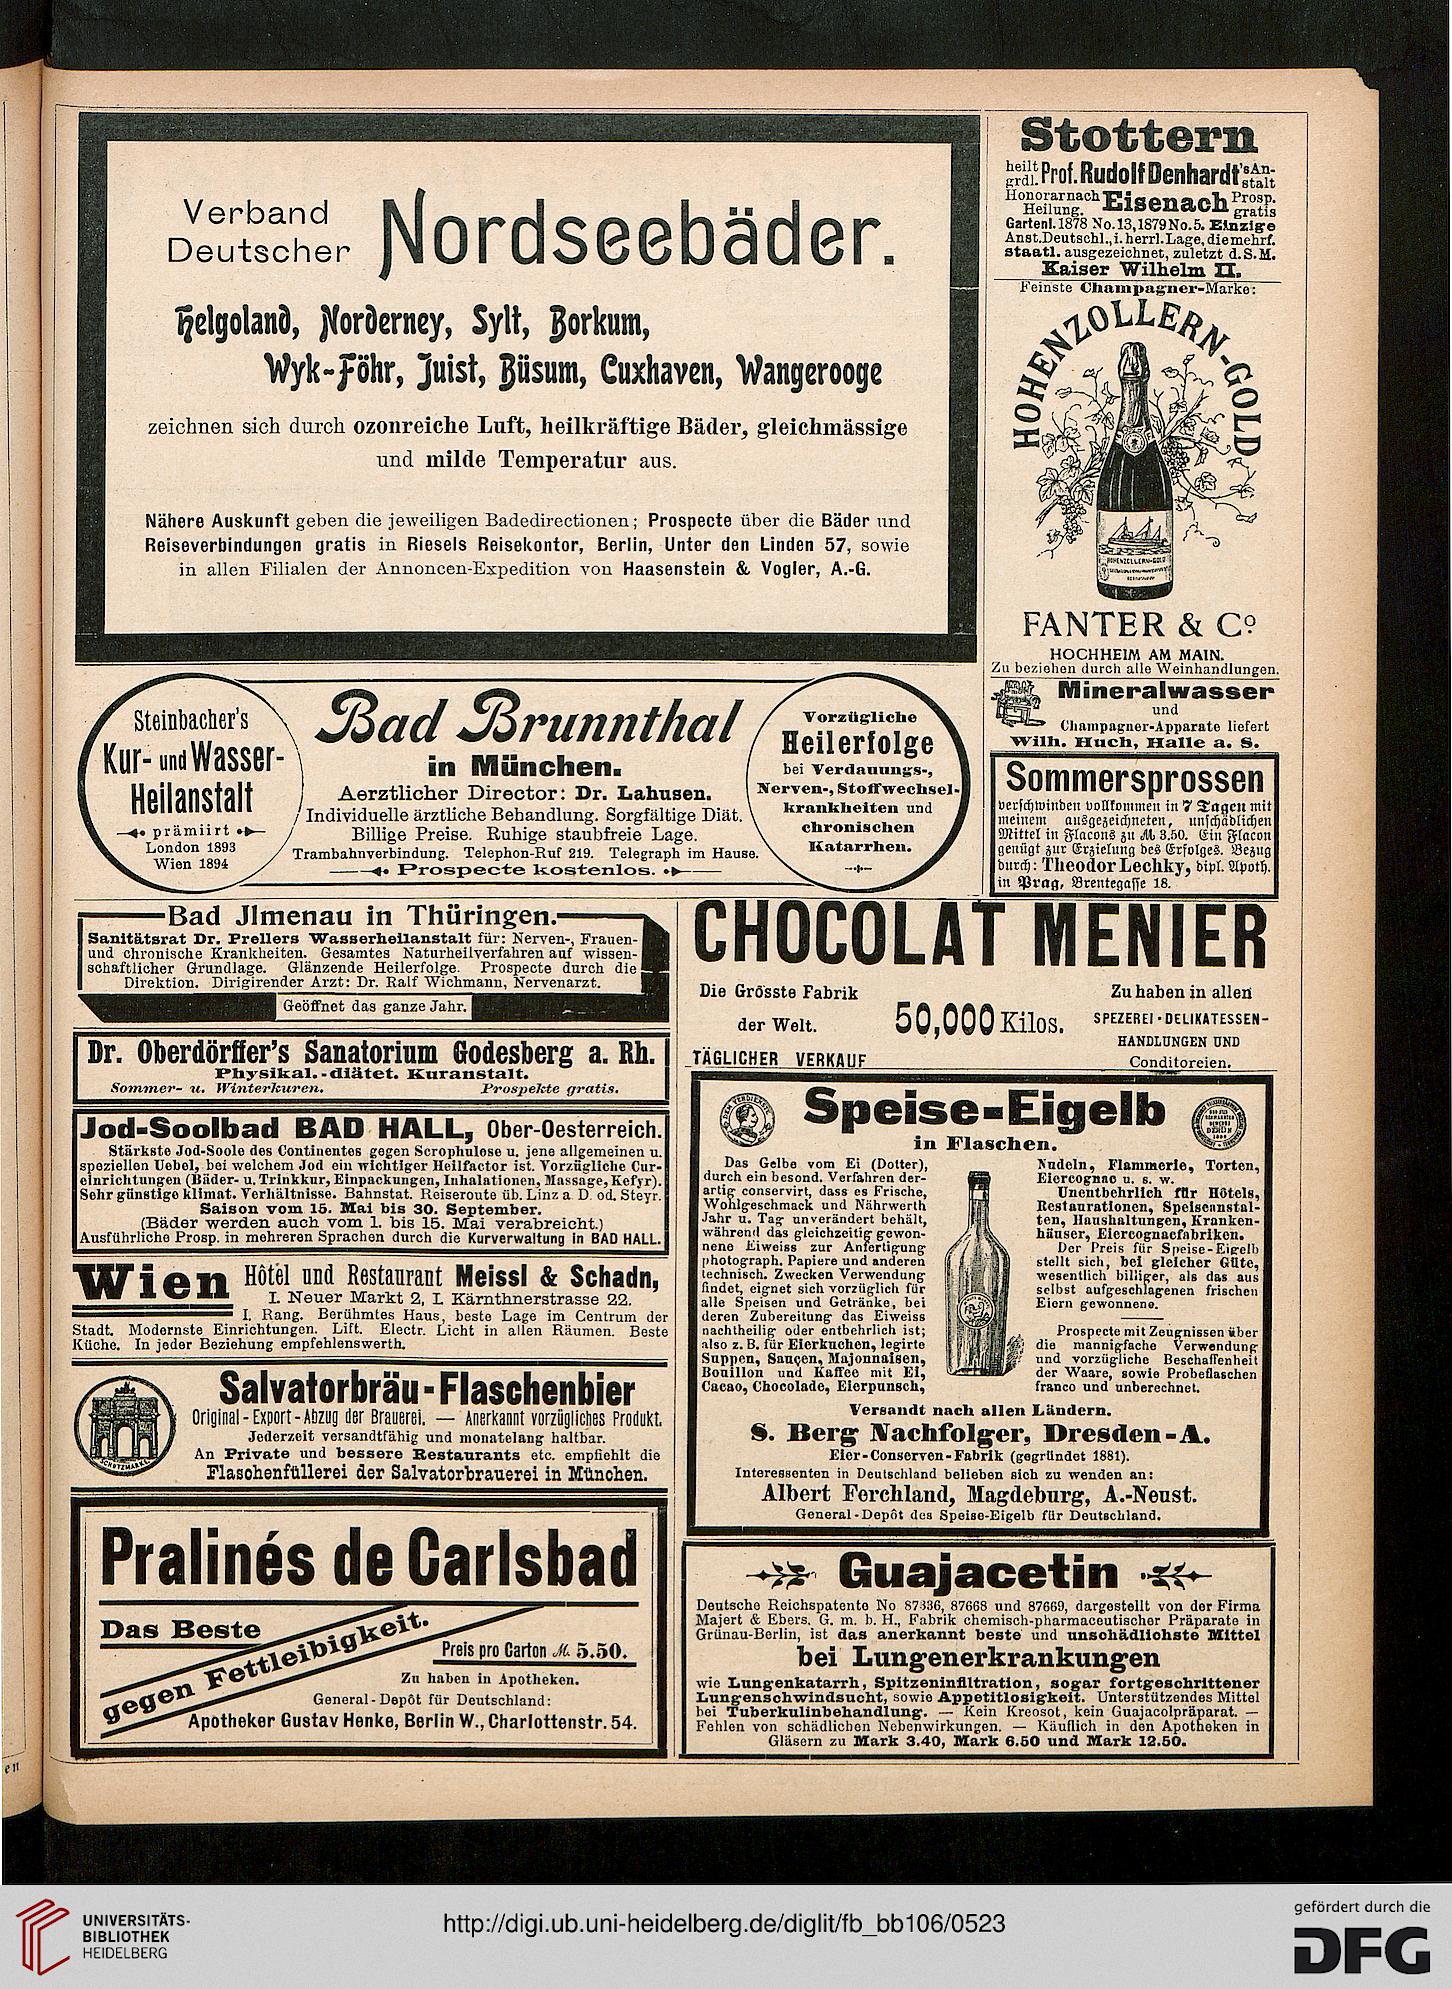 Verband
Deutscher
Nordseebäder.
Helgoland, Norderney, Sylt, Borkum,
Wyk-Föhr, Juist, Büsum, Cuxhaven, Wangerooge
zeichnen sich durch ozonreiche Luft, heilkräftige Bäder, gleichmässige
und milde Temperatur aus.
Nähere Auskunft geben die jeweiligen Badedirectionen; Prospecte über die Bäder und
Reiseverbindungen gratis in Riesels Reisekontor, Berlin, Unter den Linden 57, sowie
in allen Filialen der Annoncen-Expedition von Haasenstein & Vogler, A.-G.
Stottern
heilt Prof. Rudolf Denhardt's An-
grdl. stalt
Honorar nach Eisenach Prosp.
Heilung. gratis
Gartenl. 1878 No. 13, 1879 No. 5. Einzige
Anst. Deutschl., i. herrl. Lage, die mehrf.
staatl. ausgezeichnet, zuletzt d. S. M.
Kaiser Wilhelm II.
Feinste Champagner-Marke:
HOHENZOLLERN-GOLD
HOHENZOLLERN-GOLD
FANTER & Co
HOCHHEIM AM MAIN.
Zu beziehen durch alle Weinhandlungen.
Mineralwasser
und
Champagner-Apparate liefert
Wilh. Huch, Halle a. S.
Sommersprossen
verschwinden vollkommen in 7 Tagen mit
meinem ausgezeichneten, unschädlichen
Mittel in Flacons zu M 3.50. Ein Flacon
genügt zur Erzielung des Erfolges. Bezug
durch: Theodor Lechky, dipl. Apoth.
in Prag, Brentegasse 18.
Steinbacher's
Kur- und Wasser-
Heilanstalt
prämiirt
London 1893
Wien 1894
Bad Brunnthal
in München.
Aerztlicher Director: Dr. Lahusen.
Individuelle ärztliche Behandlung. Sorgfältige Diät.
Billige Preise. Ruhige staubfreie Lage.
Trambahnverbindung. Telephon-Ruf 219. Telegraph im Hause.
Prospecte kostenlos.
Vorzügliche
Heilerfolge
bei Verdauungs-,
Nerven-, Stoffwechsel-
krankheiten und
chronischen
Katarrhen.
Bad Jlmenau in Thüringen.
Sanitätsrat Dr. Prellers Wasserheilanstalt für: Nerven-, Frauen-
und chronische Krankheiten. Gesamtes Naturheilverfahren auf wissen-
schaftlicher Grundlage. Glänzende Heilerfolge. Prospecte durch die
Direktion. Dirigirender Arzt: Dr. Ralf Wichmann, Nervenarzt.
Geöffnet das ganze Jahr.
Dr. Oberdörffer's Sanatorium Godesberg a. Rh.
Physikal.-diätet. Kuranstalt.
Sommer- u. Winterkuren. Prospekte gratis.
Jod-Soolbad BAD HALL, Ober-Oesterreich.
Stärkste Jod-Soole des Continentes gegen Scrophulose u. jene allgemeinen u.
speziellen Uebel, bei welchem Jod ein wichtiger Heilfactor ist. Vorzügliche Cur-
einrichtungen (Bäder- u. Trinkkur, Einpackungen, Inhalationen, Massage, Kefyr).
Sehr günstige klimat. Verhältnisse. Bahnstat. Reiseroute üb. Linz a. D. od. Steyr.
Saison vom 15. Mai bis 30. September.
(Bäder werden auch vom 1. bis 15. Mai verabreicht.)
Ausführliche Prosp. in mehreren Sprachen durch die Kurverwaltung in BAD HALL.
Wien Hôtel und Restaurant Meissl & Schadn,
I. Neuer Markt 2, I. Kärnthnerstrasse 22.
I. Rang. Berühmtes Haus, beste Lage im Centrum der
Stadt. Modernste Einrichtungen. Lift. Electr. Licht in allen Räumen. Beste
Küche. In jeder Beziehung empfehlenswerth.
SCHUTZMARKE
Salvatorbräu-Flaschenbier
Original-Export-Abzug der Brauerei. — Anerkannt vorzügliches Produkt.
Jederzeit versandtfähig und monatelang haltbar.
An Private und bessere Restaurants etc. empfiehlt die
Flaschenfüllerei der Salvatorbrauerei in München.
Pralinés de Carlsbad
Das Beste
gegen Fettleibigkeit.
Preis pro Carton M. 5.50.
Zu haben in Apotheken.
General-Depôt für Deutschland:
Apotheker Gustav Henke, Berlin W., Charlottenstr. 54.
CHOCOLAT MENIER
Die Grösste Fabrik
der Welt.
TÄGLICHER VERKAUF
50,000 Kilos.
Zu haben in allen
SPEZEREI-DELIKATESSEN-
HANDLUNGEN UND
Conditoreien.
DEM VERDIENSTE
Speise-Eigelb
in Flaschen.
Das Gelbe vom Ei (Dotter),
durch ein besond. Verfahren der-
artig conservirt, dass es Frische,
Wohlgeschmack und Nährwerth
Jahr u. Tag unverändert behält,
während das gleichzeitig gewon-
nene Eiweiss zur Anfertigung
photograph. Papiere und anderen
technisch. Zwecken Verwendung
findet, eignet sich vorzüglich für
alle Speisen und Getränke, bei
deren Zubereitung das Eiweiss
nachtheilig oder entbehrlich ist;
also z. B. für Eierkuchen, legirte
Suppen, Sauçen, Majonnaisen,
Bouillon und Kaffee mit Ei,
Cacao, Chocolade, Eierpunsch,
Nudeln, Flammerie, Torten,
Eiercognac u. s. w.
Unentbehrlich für Hôtels,
Restaurationen, Speiseanstal-
ten, Haushaltungen, Kranken-
häuser, Eiercognacfabriken.
Der Preis für Speise-Eigelb
stellt sich, bei gleicher Güte,
wesentlich billiger, als das aus
selbst aufgeschlagenen frischen
Eiern gewonnene.
Prospecte mit Zeugnissen über
die mannigfache Verwendung
und vorzügliche Beschaffenheit
der Waare, sowie Probeflaschen
franco und unberechnet.
Versandt nach allen Ländern.
S. Berg Nachfolger, Dresden-A.
Eier-Conserven-Fabrik (gegründet 1881).
Interessenten in Deutschland belieben sich zu wenden an:
Albert Ferchland, Magdeburg, A.-Neust.
General-Depôt des Speise-Eigelb für Deutschland.
Guajacetin
Deutsche Reichspatente No 87336, 87668 und 87669, dargestellt von der Firma
Majert & Ebers. G. m. b. H., Fabrik chemisch-pharmaceutischer Präparate in
Grünau-Berlin, ist das anerkannt beste und unschädlichste Mittel
bei Lungenerkrankungen
wie Lungenkatarrh, Spitzeninfiltration, sogar fortgeschrittener
Lungenschwindsucht, sowie Appetitlosigkeit. Unterstützendes Mittel
bei Tuberkulinbehandlung. — Kein Kreosot, kein Guajacolpräparat. —
Fehlen von schädlichen Nebenwirkungen. — Käuflich in den Apotheken in
Gläsern zu Mark 3.40, Mark 6.50 und Mark 12.50.
en
UNIVERSITÄTS-
BIBLIOTHEK
HEIDELBERG
http://digi.ub.uni-heidelberg.de/diglit/fb_bb106/0523
gefördert durch die
DFG